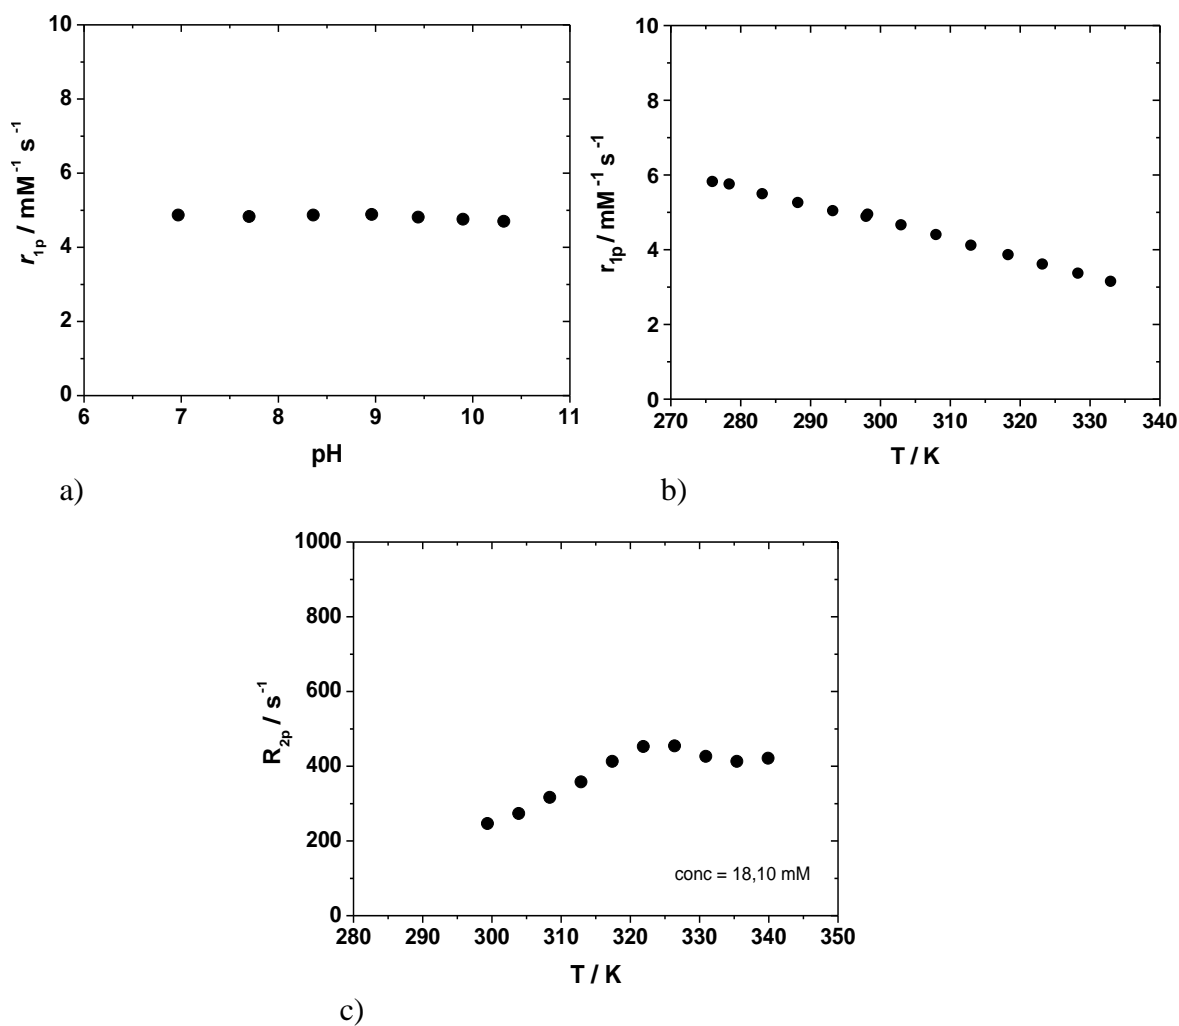 10
8
6
4
2
0
r1p / mM-1 s-1
6 7 8 9 10 11
pH
a)
10
8
6
4
2
0
r1p / mM-1 s-1
270 280 290 300 310 320 330 340
T / K
b)
1000
800
600
400
200
0
R2p / s-1
conc = 18,10 mM
280 290 300 310 320 330 340 350
T / K
c)